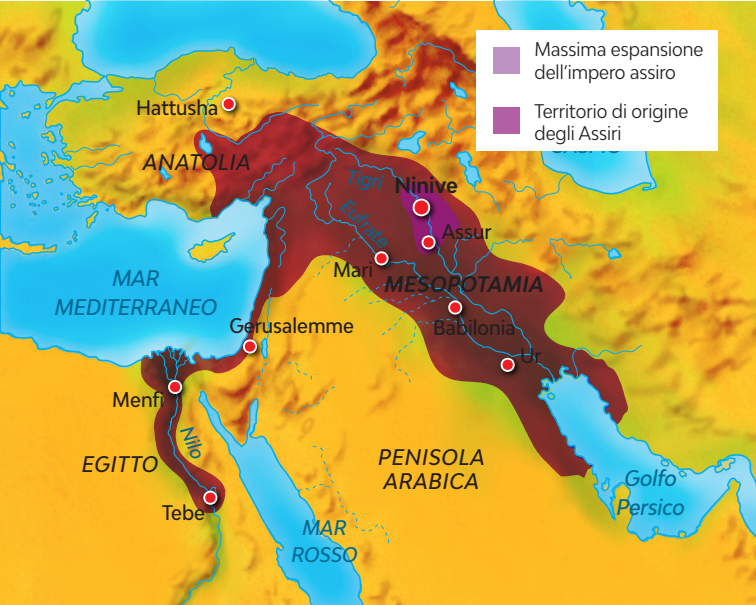 Massima espansione
dell'impero assiro
Territorio di origine
degli Assiri
Hattusha
ANATOLIA
Tigri
Ninive
Eufrate
Assur
Mari
MESOPOTAMIA
MAR
MEDITERRANEO
Gerusalemme
Babilonia
Ur
Menfi
Nilo
EGITTO
PENISOLA
ARABICA
Golfo
Persico
Tebe
MAR
ROSSO